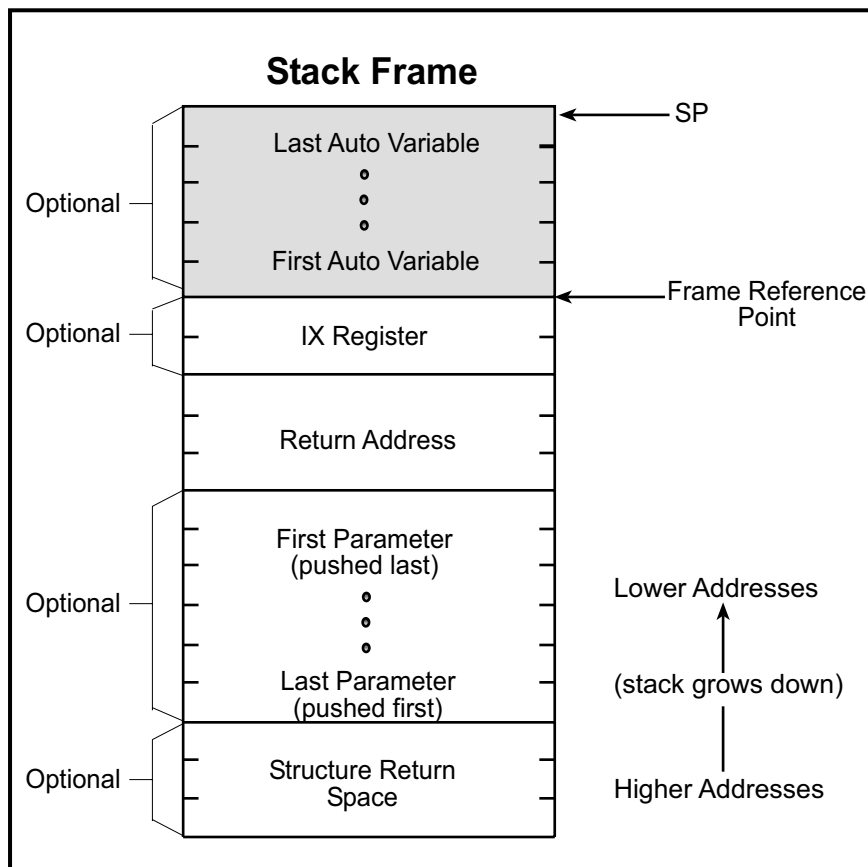 Stack Frame
SP
Last Auto Variable
Optional
First Auto Variable
Frame Reference
Point
Optional
IX Register
Return Address
First Parameter
(pushed last)
Optional
Last Parameter
(pushed first)
Lower Addresses
(stack grows down)
Higher Addresses
Optional
Structure Return
Space